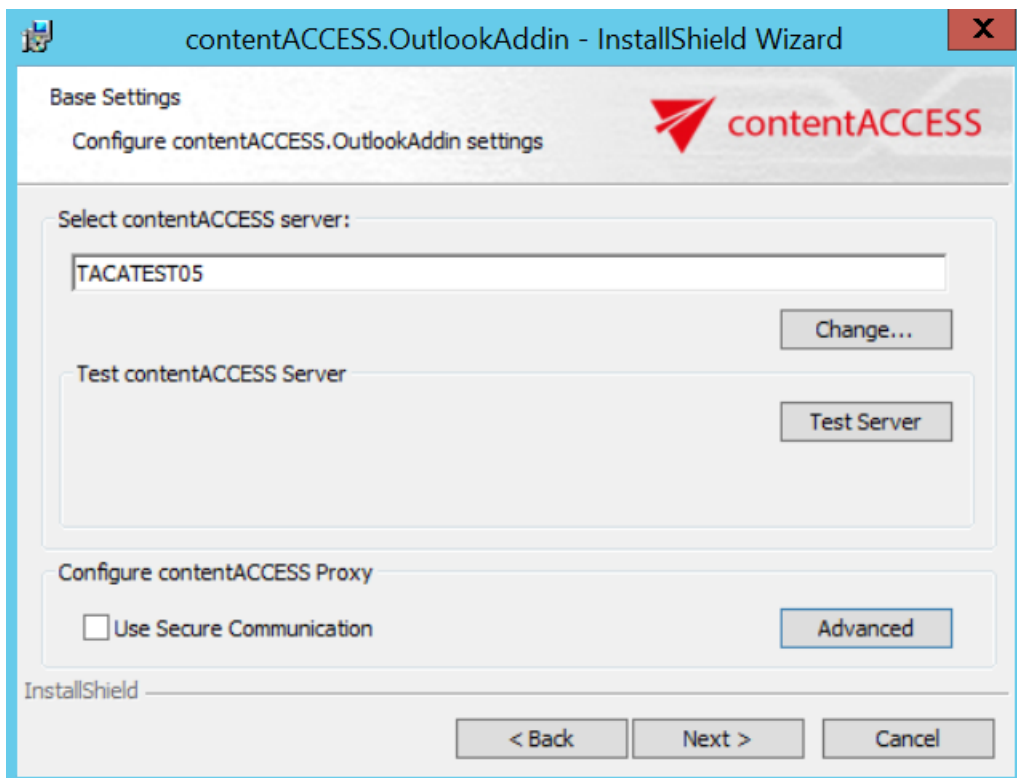 contentACCESS.OutlookAddin - InstallShield Wizard
X
Base Settings
Configure contentACCESS.OutlookAddin settings
contentACCESS
Select contentACCESS server:
TACATEST05
Change...
Test contentACCESS Server
Test Server
Configure contentACCESS Proxy
Use Secure Communication
Advanced
InstallShield
< Back
Next >
Cancel